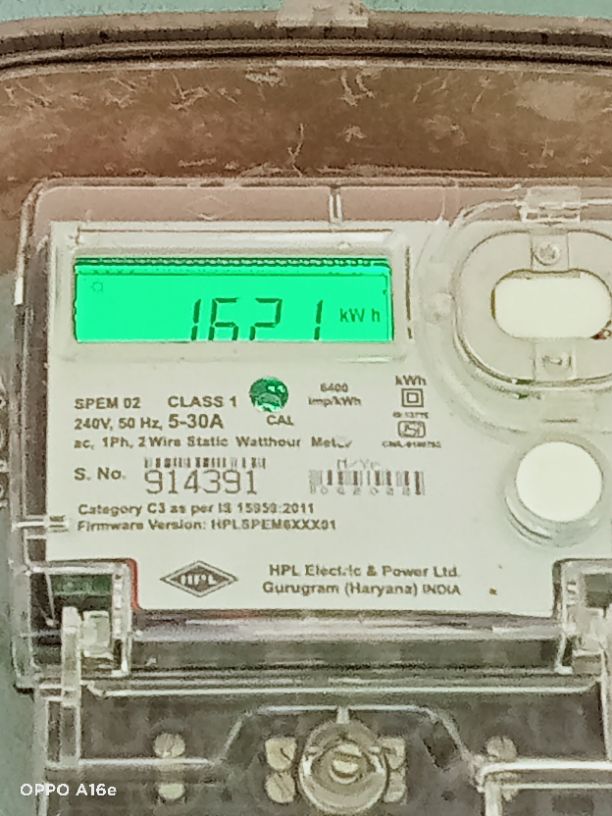 1621 kWh
SPEM 02 CLASS 1 6400 kWh
240V, 50 Hz, 5-30A CAL imp/kWh
ac, 1Ph, 2 Wire Static Watthour Meter
S. No. 914391 M/Yr.
Category C3 as per IS 15959:2011
Firmware Version: HPLSPEM6XXX01
HPL HPL Electric & Power Ltd.
Gurugram (Haryana) INDIA
OPPO A16e